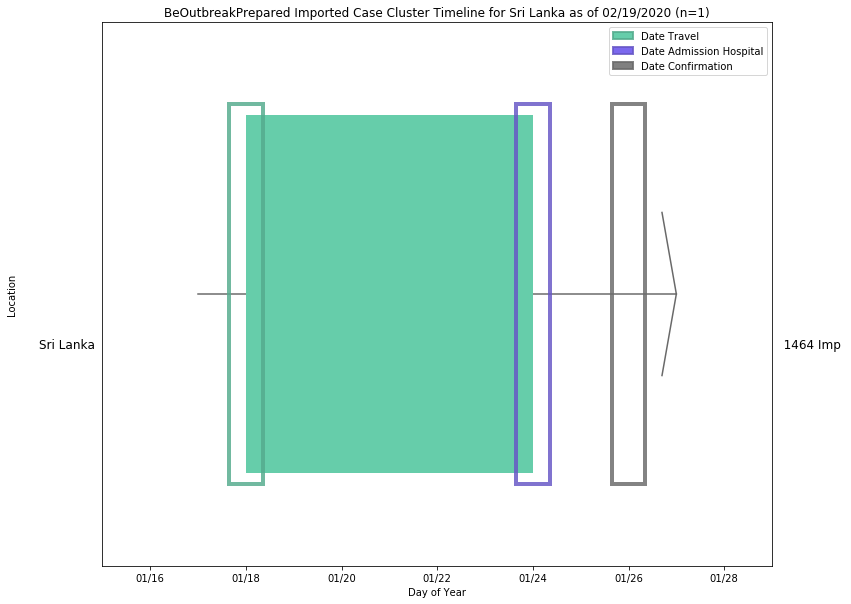 BeOutbreakPrepared Imported Case Cluster Timeline for Sri Lanka as of 02/19/2020 (n=1)
Date Travel
Date Admission Hospital
Date Confirmation
Location
Sri Lanka
1464 Imp
01/16 01/18 01/20 01/22 01/24 01/26 01/28
Day of Year